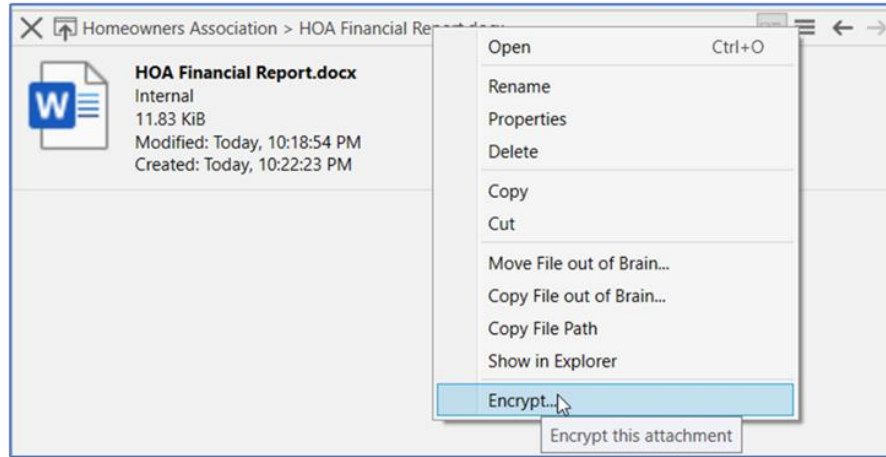 Homeowners Association > HOA Financial Report.docx
HOA Financial Report.docx
Internal
11.83 KiB
Modified: Today, 10:18:54 PM
Created: Today, 10:22:23 PM
W
Open Ctrl+O
Rename
Properties
Delete
Copy
Cut
Move File out of Brain...
Copy File out of Brain...
Copy File Path
Show in Explorer
Encrypt...
Encrypt this attachment